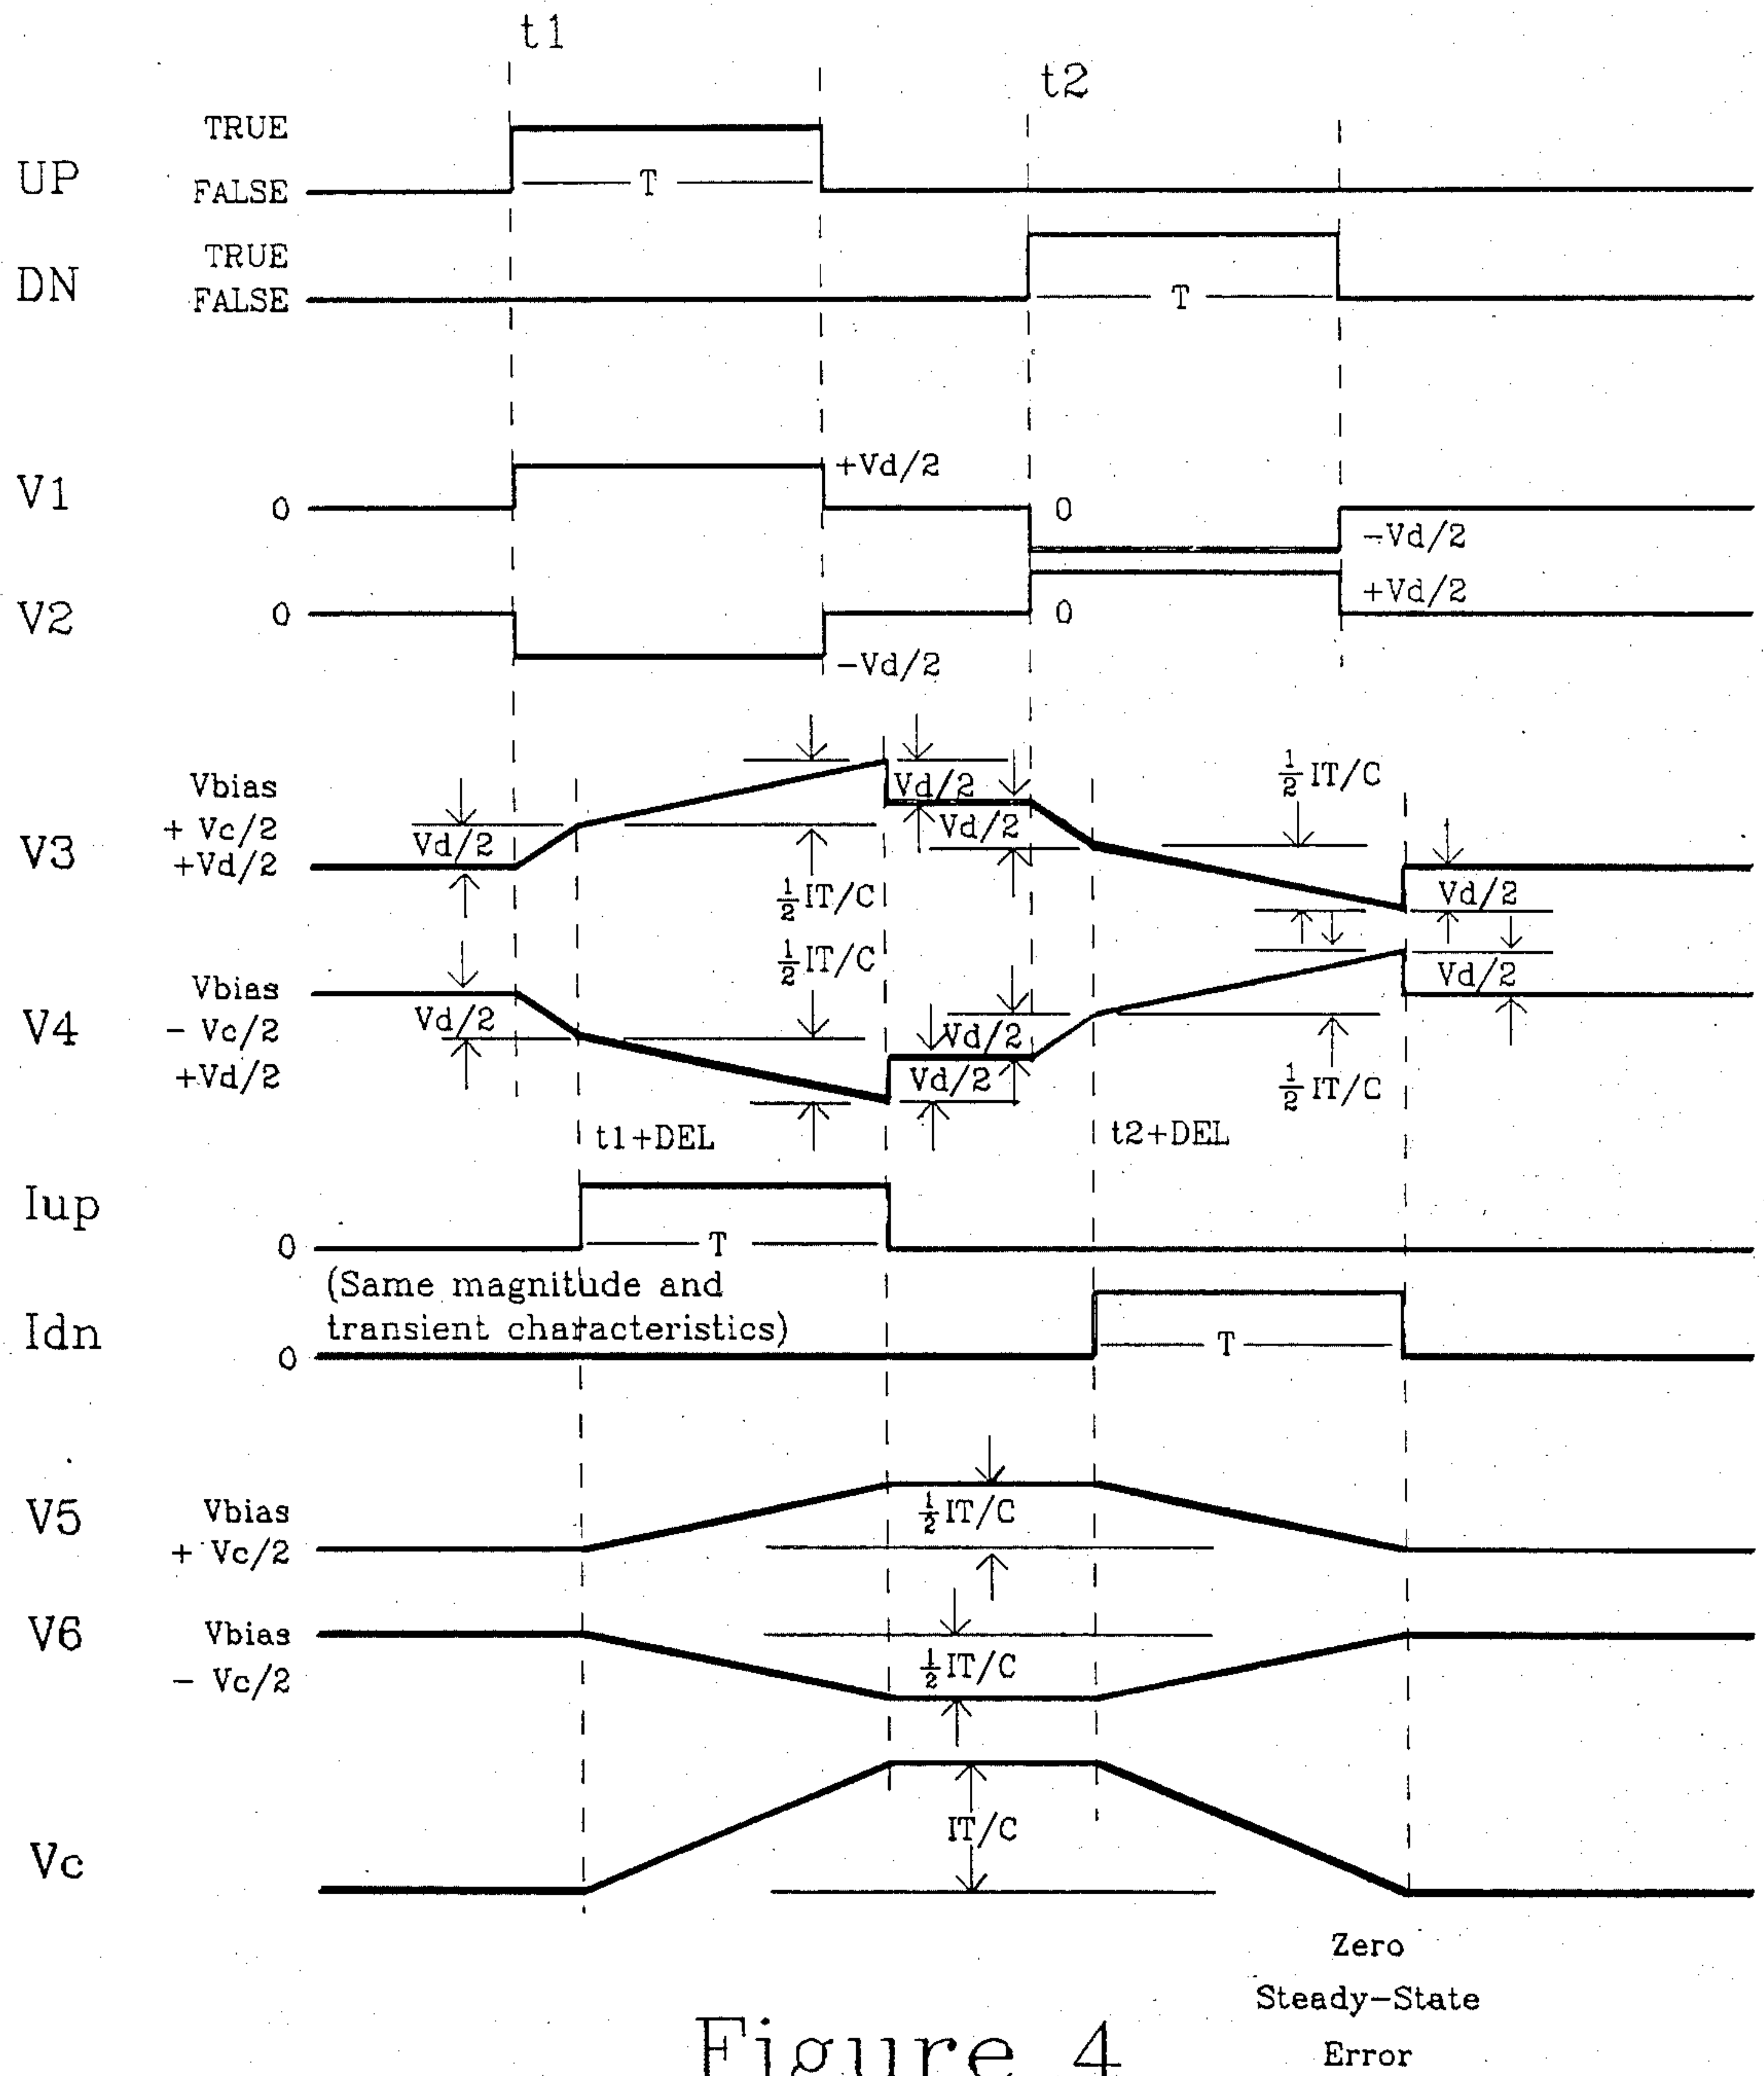 t1
t2
TRUE
UP
FALSE
T
TRUE
DN
FALSE
T
+Vd/2
V1
0
0
-Vd/2
+Vd/2
V2
0
0
-Vd/2
Vbias
+ Vc/2
+Vd/2
V3
Vd/2
½IT/C
Vd/2
Vd/2
½IT/C
Vd/2
½IT/C
Vbias
- Vc/2
+Vd/2
V4
Vd/2
Vd/2
Vd/2
Vd/2
½IT/C
t1+DEL
t2+DEL
Iup
0
T
(Same magnitude and
transient characteristics)
Idn
0
T
V5
Vbias
+ Vc/2
½IT/C
V6
Vbias
- Vc/2
½IT/C
Vc
IT/C
Zero
Steady-State
Error
Figure 4